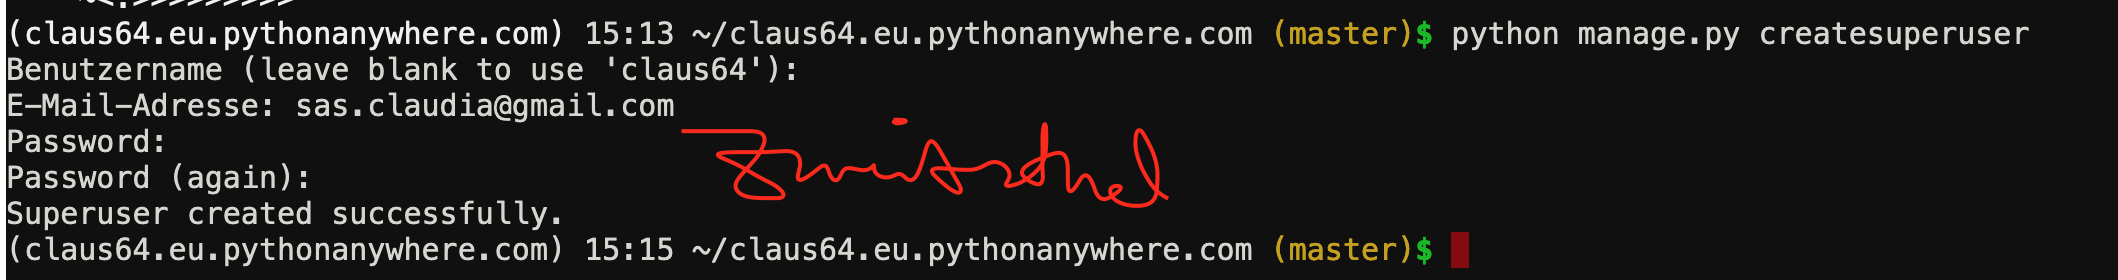 (claus64.eu.pythonanywhere.com) 15:13 ~/claus64.eu.pythonanywhere.com (master)$ python manage.py createsuperuser
Benutzername (leave blank to use 'claus64'):
E-Mail-Adresse: sas.claudia@gmail.com
Password:
Password (again):
Superuser created successfully.
(claus64.eu.pythonanywhere.com) 15:15 ~/claus64.eu.pythonanywhere.com (master)$